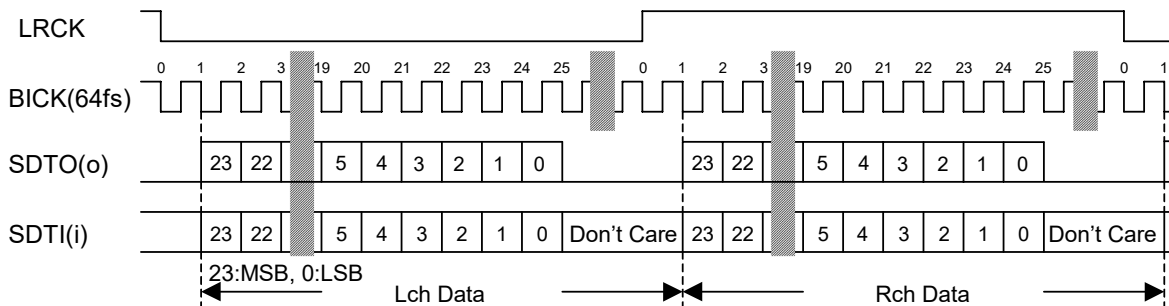 LRCK
0 1 2 3 19 20 21 22 23 24 25 0 1 2 3 19 20 21 22 23 24 25 0 1
BICK(64fs)
SDTO(o) 23 22 5 4 3 2 1 0 23 22 5 4 3 2 1 0
SDTI(i) 23 22 5 4 3 2 1 0 Don't Care 23 22 5 4 3 2 1 0 Don't Care
23:MSB, 0:LSB
Lch Data Rch Data